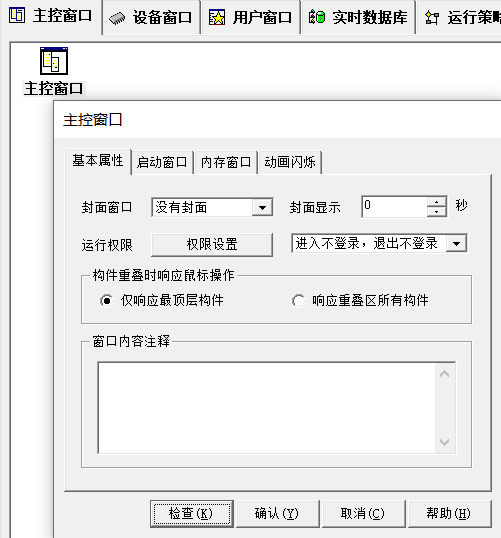 主控窗口 设备窗口 用户窗口 实时数据库 运行策略
主控窗口
主控窗口
基本属性 启动窗口 内存窗口 动画闪烁
封面窗口 没有封面 封面显示 0 秒
运行权限 权限设置 进入不登录，退出不登录
构件重叠时响应鼠标操作
仅响应最顶层构件 响应重叠区所有构件
窗口内容注释
检查(K) 确认(Y) 取消(C) 帮助(H)